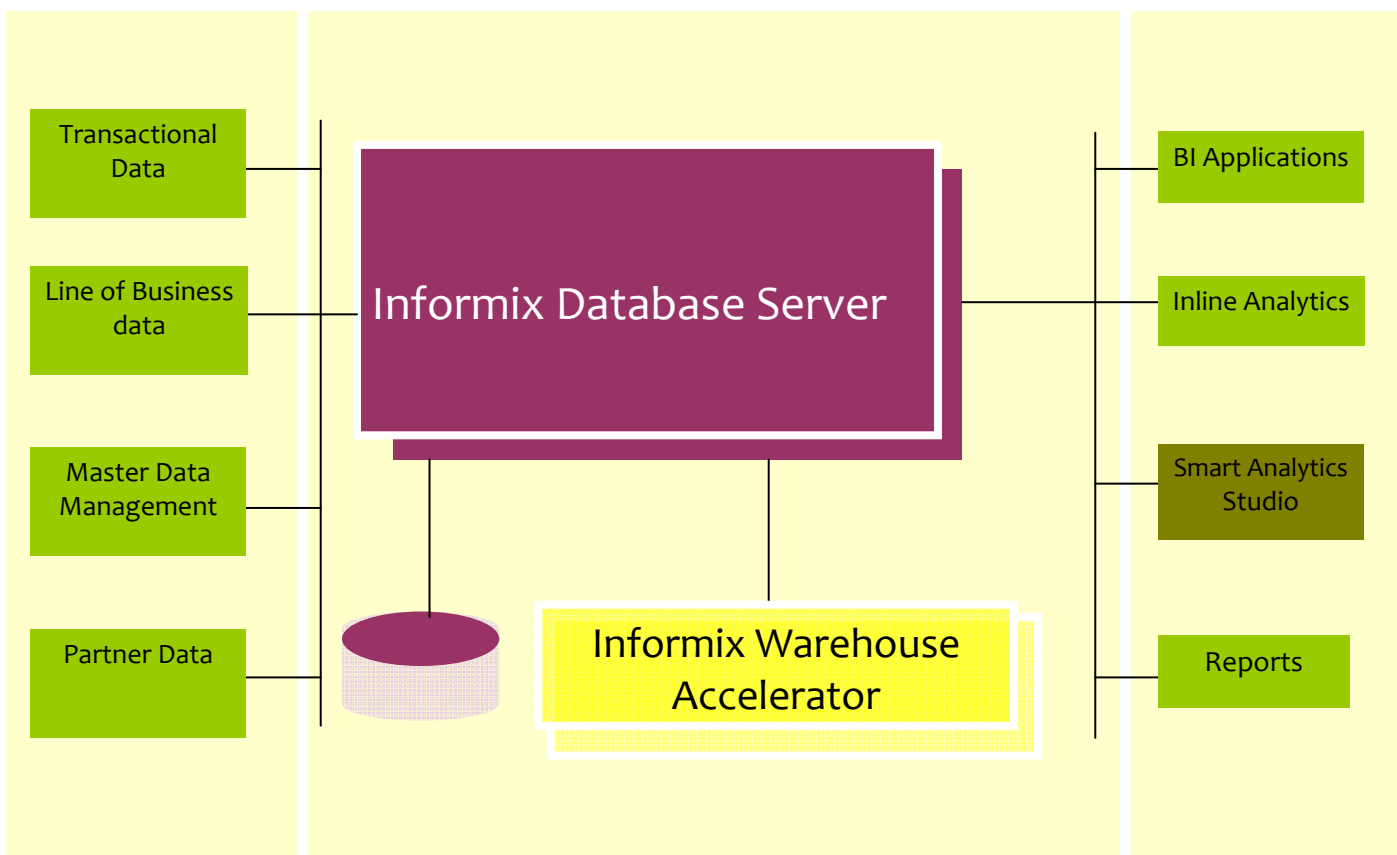 Transactional
Data
Line of Business
data
Master Data
Management
Partner Data
Informix Database Server
Informix Warehouse
Accelerator
BI Applications
Inline Analytics
Smart Analytics
Studio
Reports